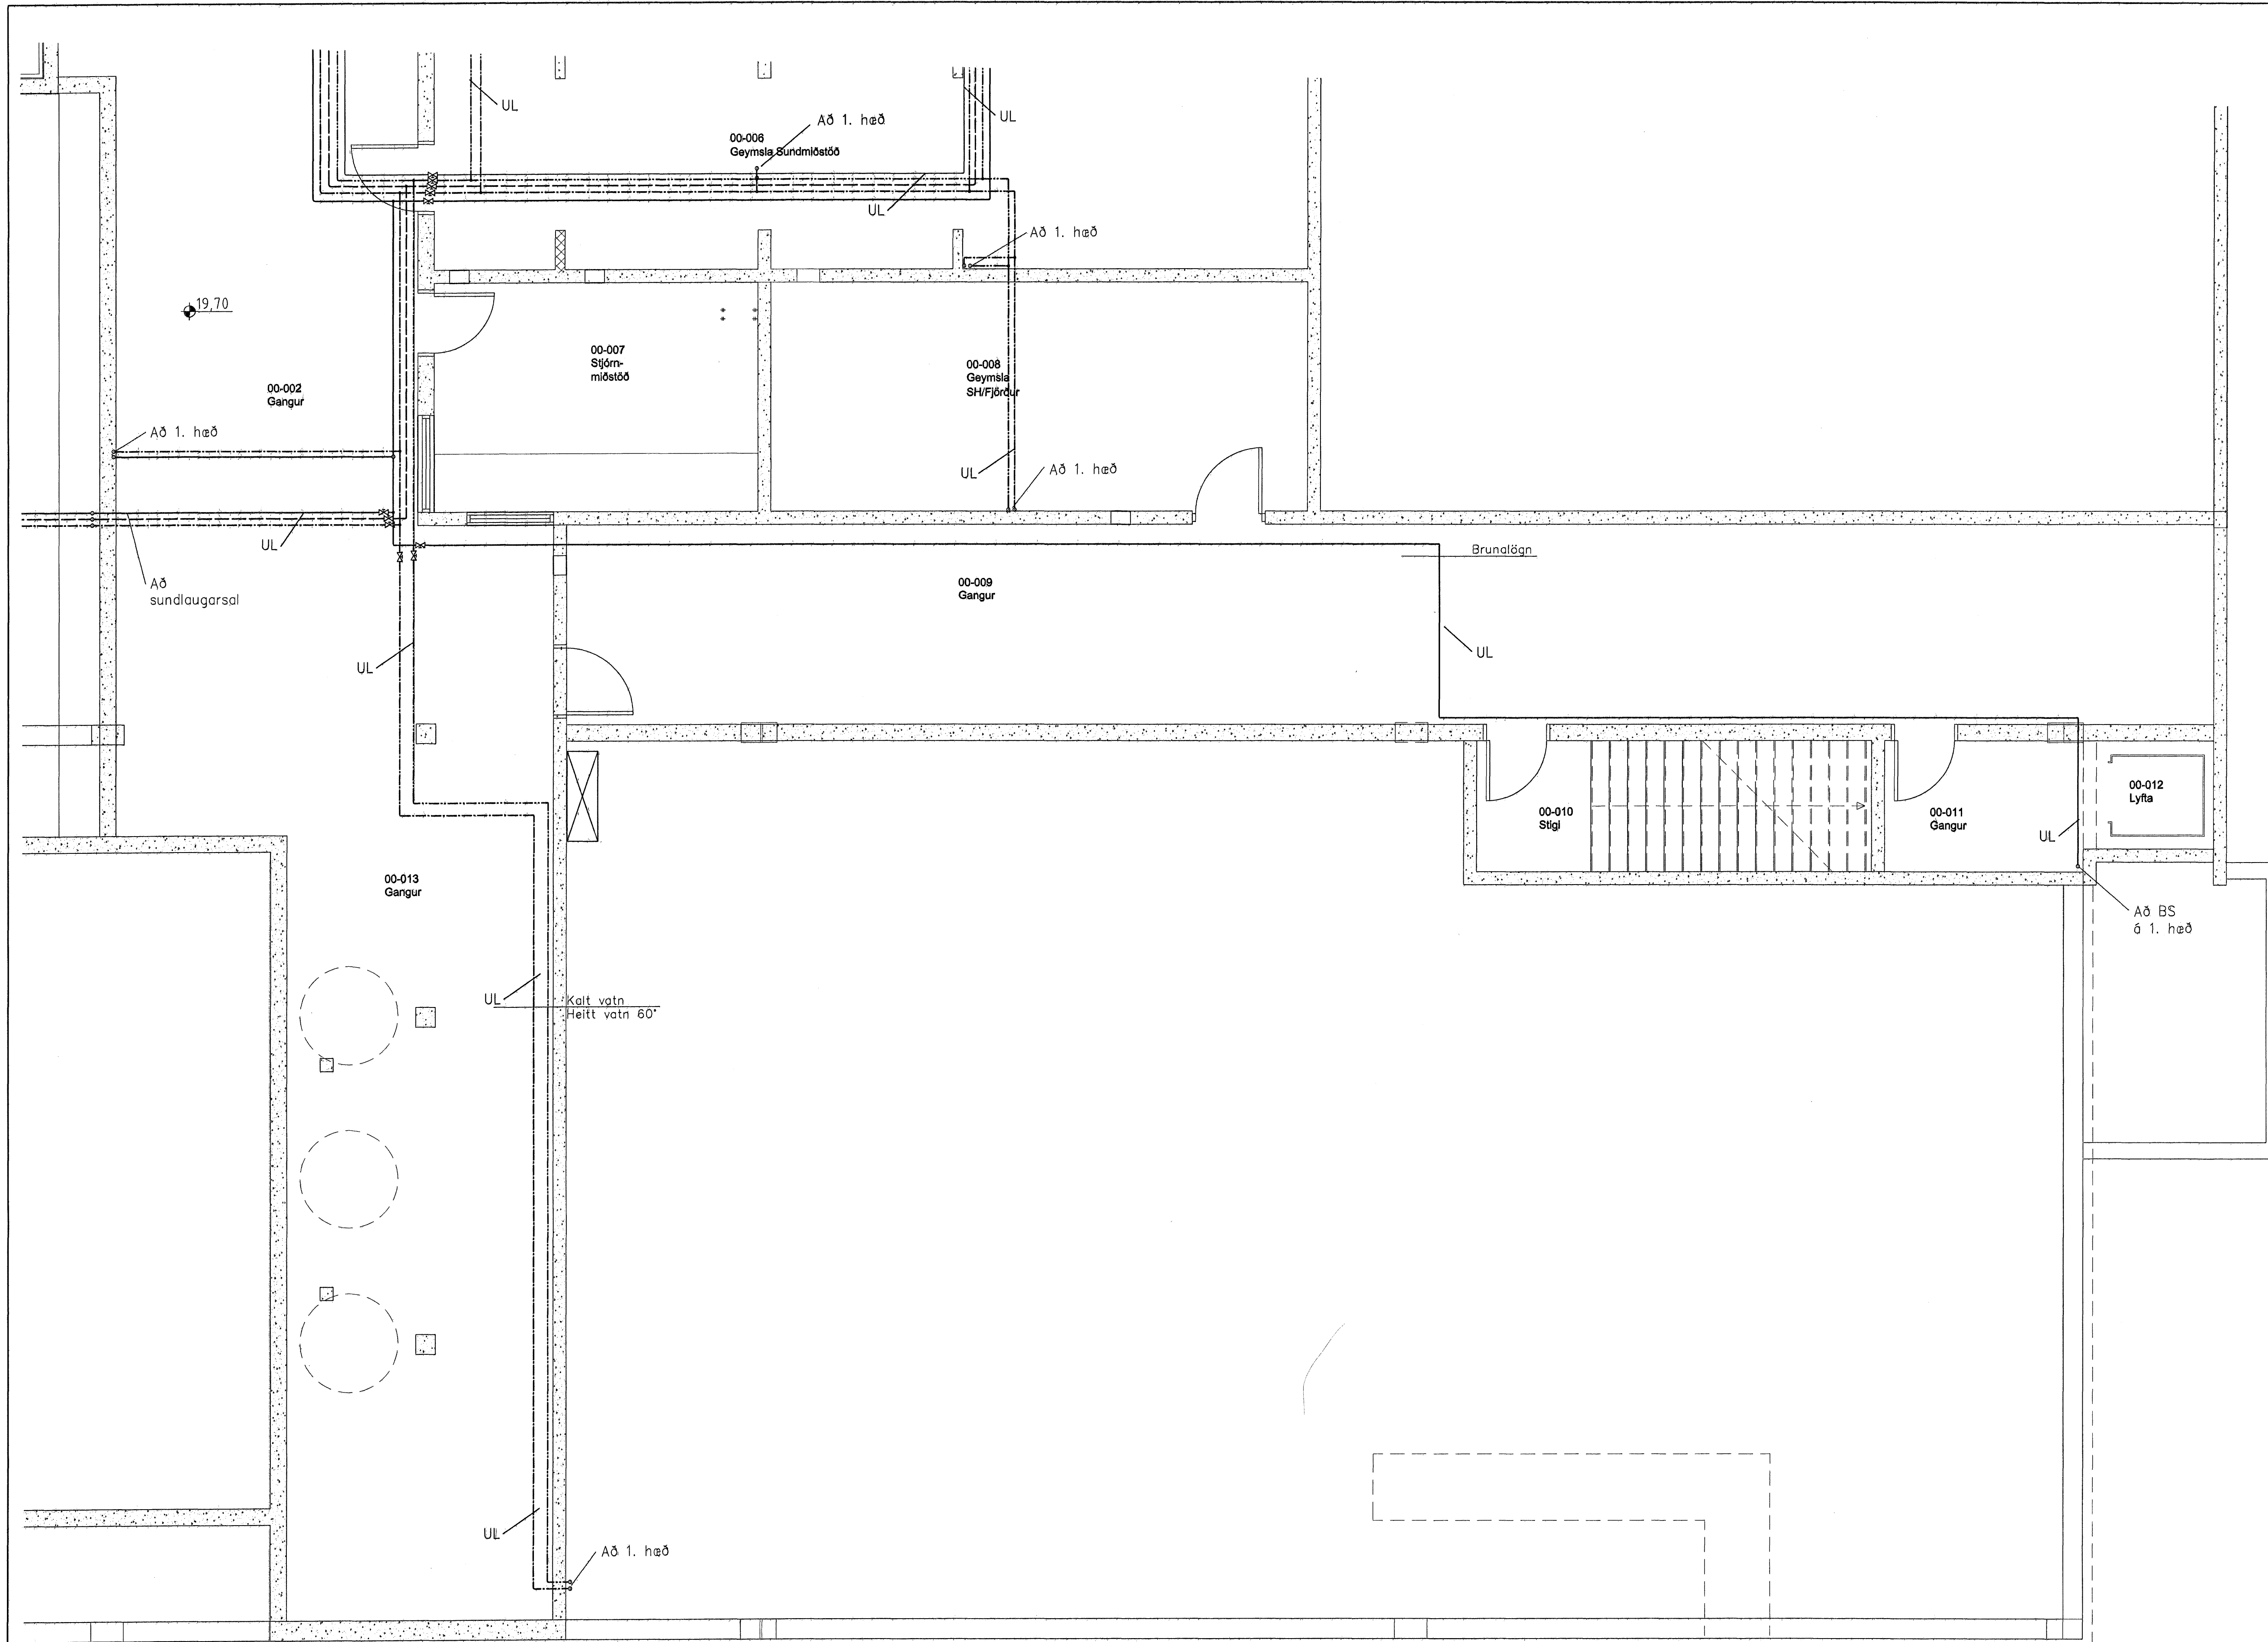 UL
Að 1. hæð
UL
00-006
Geymsla Sundmiðstöð
UL
Að 1. hæð
19,70
00-007
Stjórn-
miðstöð
00-008
Geymsla
SH/Fjörður
00-002
Gangur
Að 1. hæð
UL
Að 1. hæð
UL
Að
sundlaugarsal
Brunalögn
00-009
Gangur
UL
UL
00-012
Lyfta
00-010
Stigi
00-011
Gangur
UL
00-013
Gangur
Að BS
á 1. hæð
UL
Kalt vatn
Heitt vatn 60°
UL
Að 1. hæð